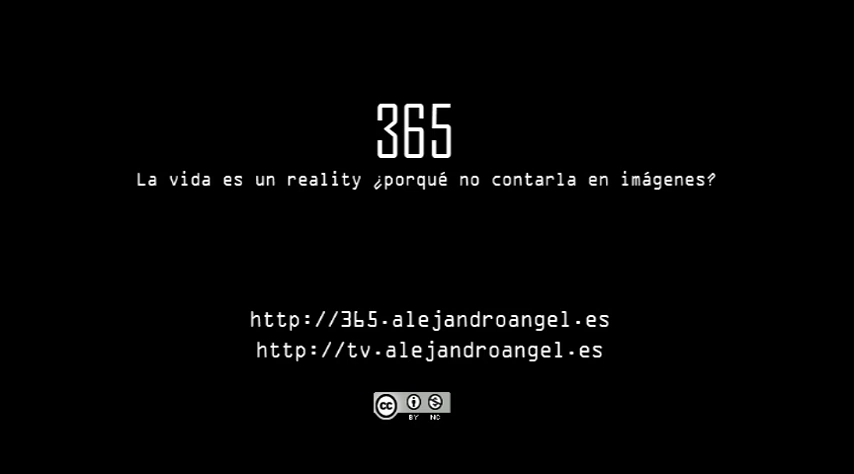 365
La vida es un reality ¿porqué no contarla en imágenes?
http://365.alejandroangel.es
http://tv.alejandroangel.es
cc
BY NC